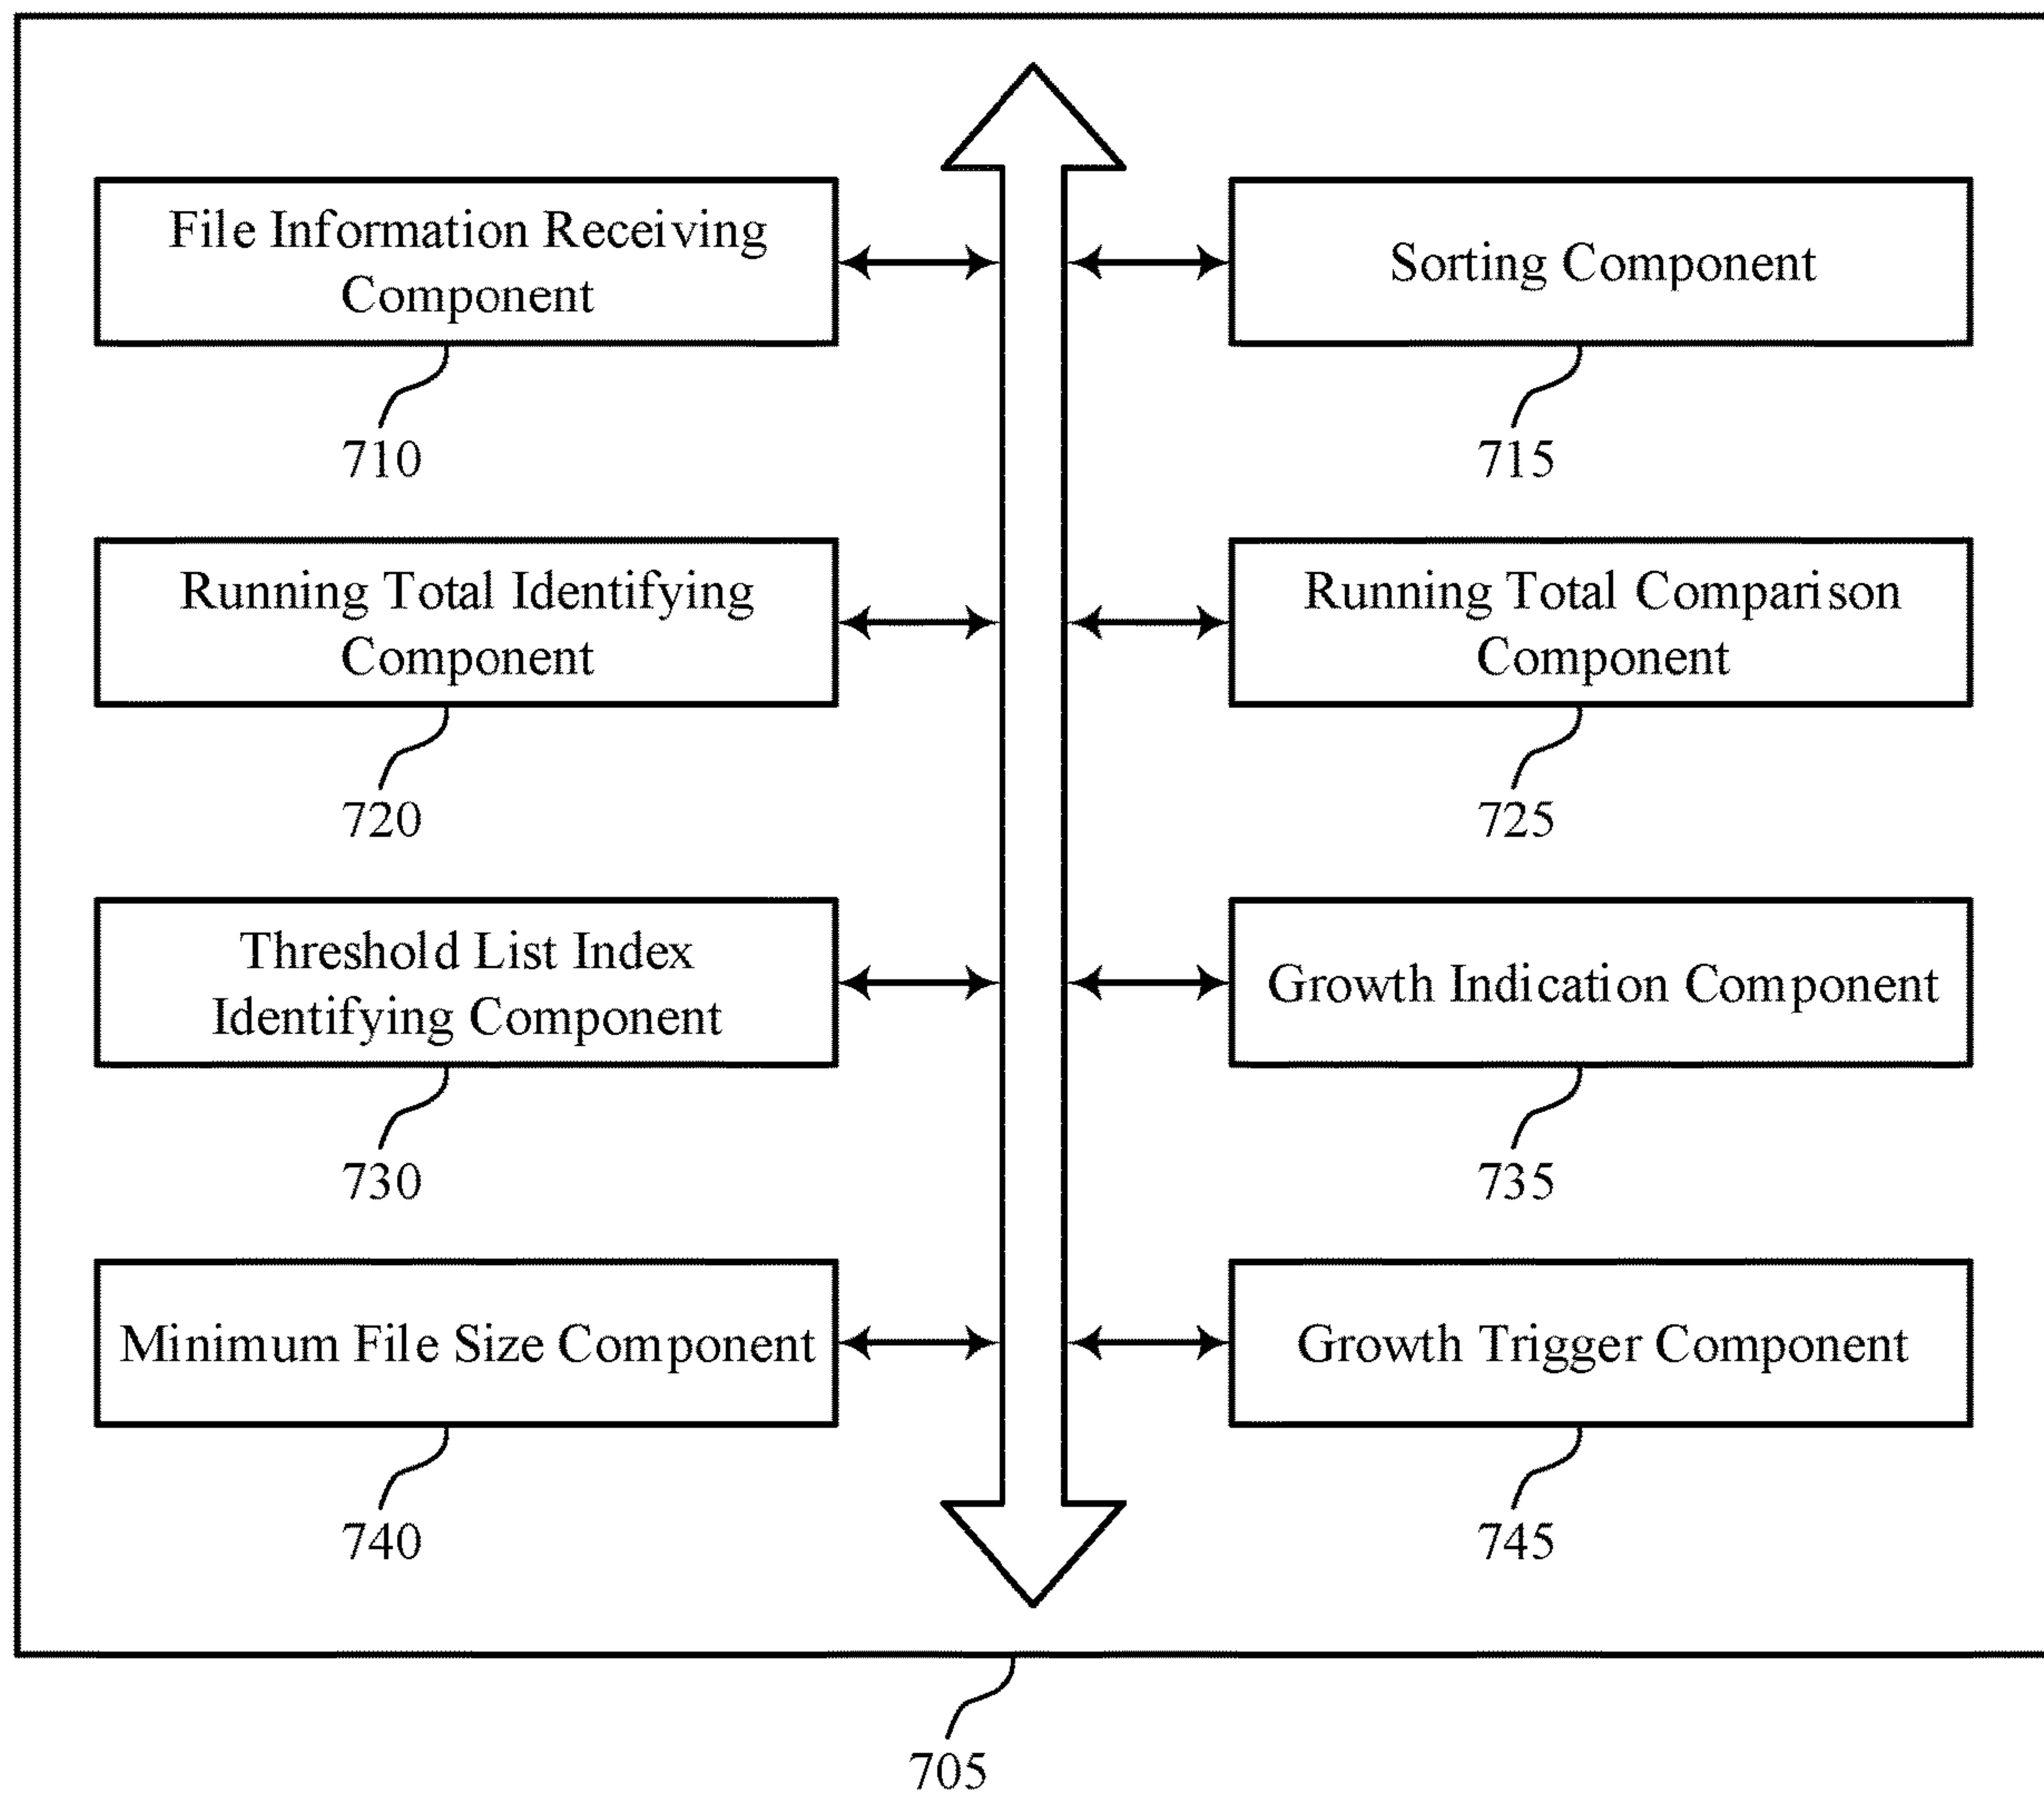 File Information Receiving
Component
710
Sorting Component
715
Running Total Identifying
Component
720
Running Total Comparison
Component
725
Threshold List Index
Identifying Component
730
Growth Indication Component
735
Minimum File Size Component
740
Growth Trigger Component
745
705